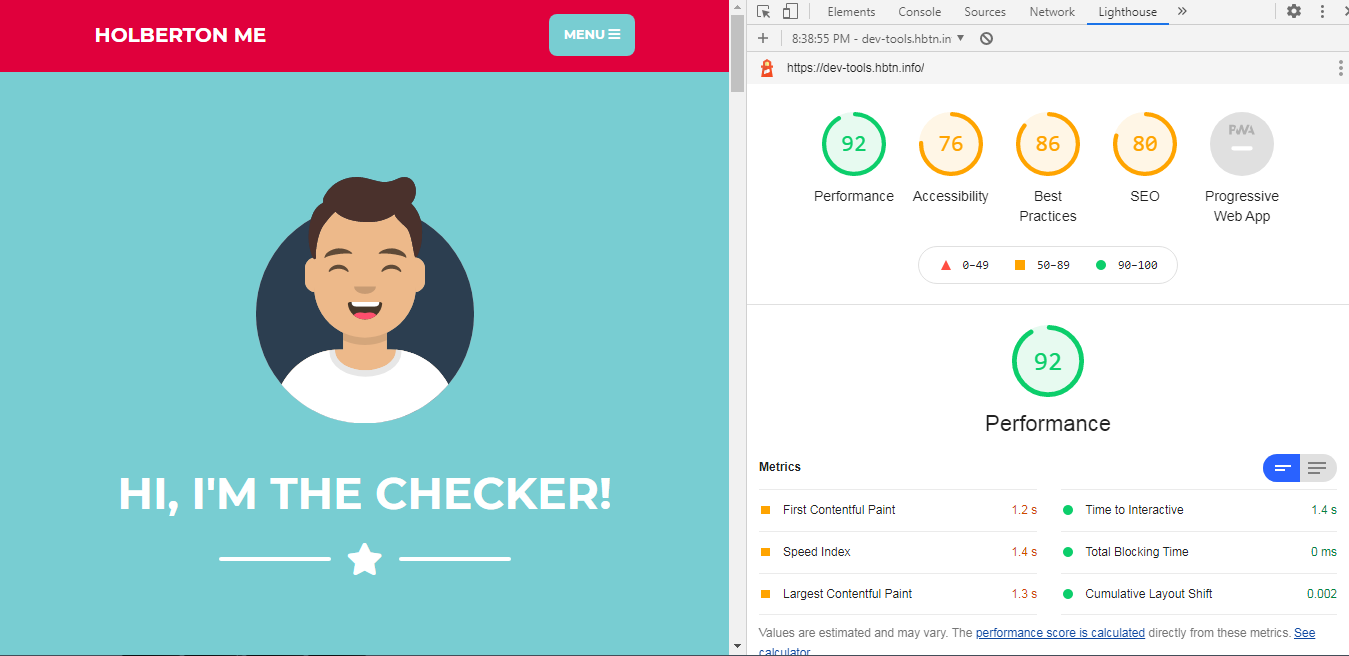 HOLBERTON ME
MENU
HI, I'M THE CHECKER!
Elements Console Sources Network Lighthouse »
+ 8:38:55 PM - dev-tools.hbtn.in
https://dev-tools.hbtn.info/
92 76 86 80 PWA
Performance Accessibility Best Practices SEO Progressive Web App
0–49 50–89 90–100
92
Performance
Metrics
First Contentful Paint 1.2 s Time to Interactive 1.4 s
Speed Index 1.4 s Total Blocking Time 0 ms
Largest Contentful Paint 1.3 s Cumulative Layout Shift 0.002
Values are estimated and may vary. The performance score is calculated directly from these metrics. See
calculator.